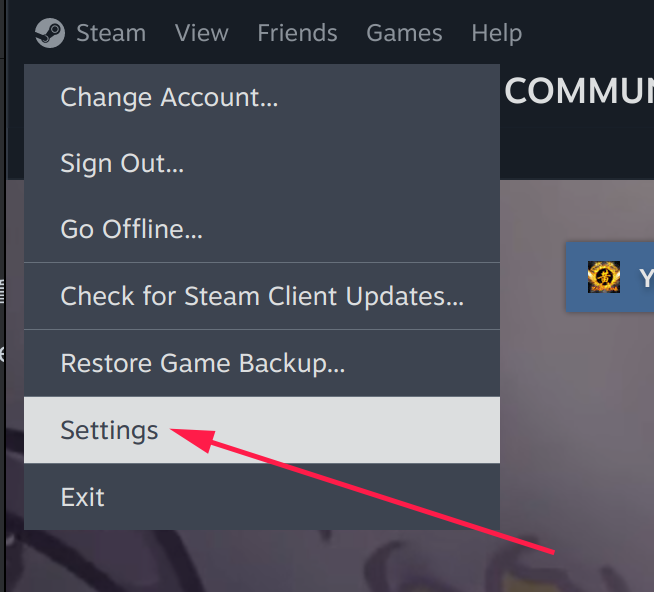 Steam View Friends Games Help
COMMUN
Change Account...
Sign Out...
Go Offline...
Check for Steam Client Updates...
Y
Restore Game Backup...
Settings
Exit